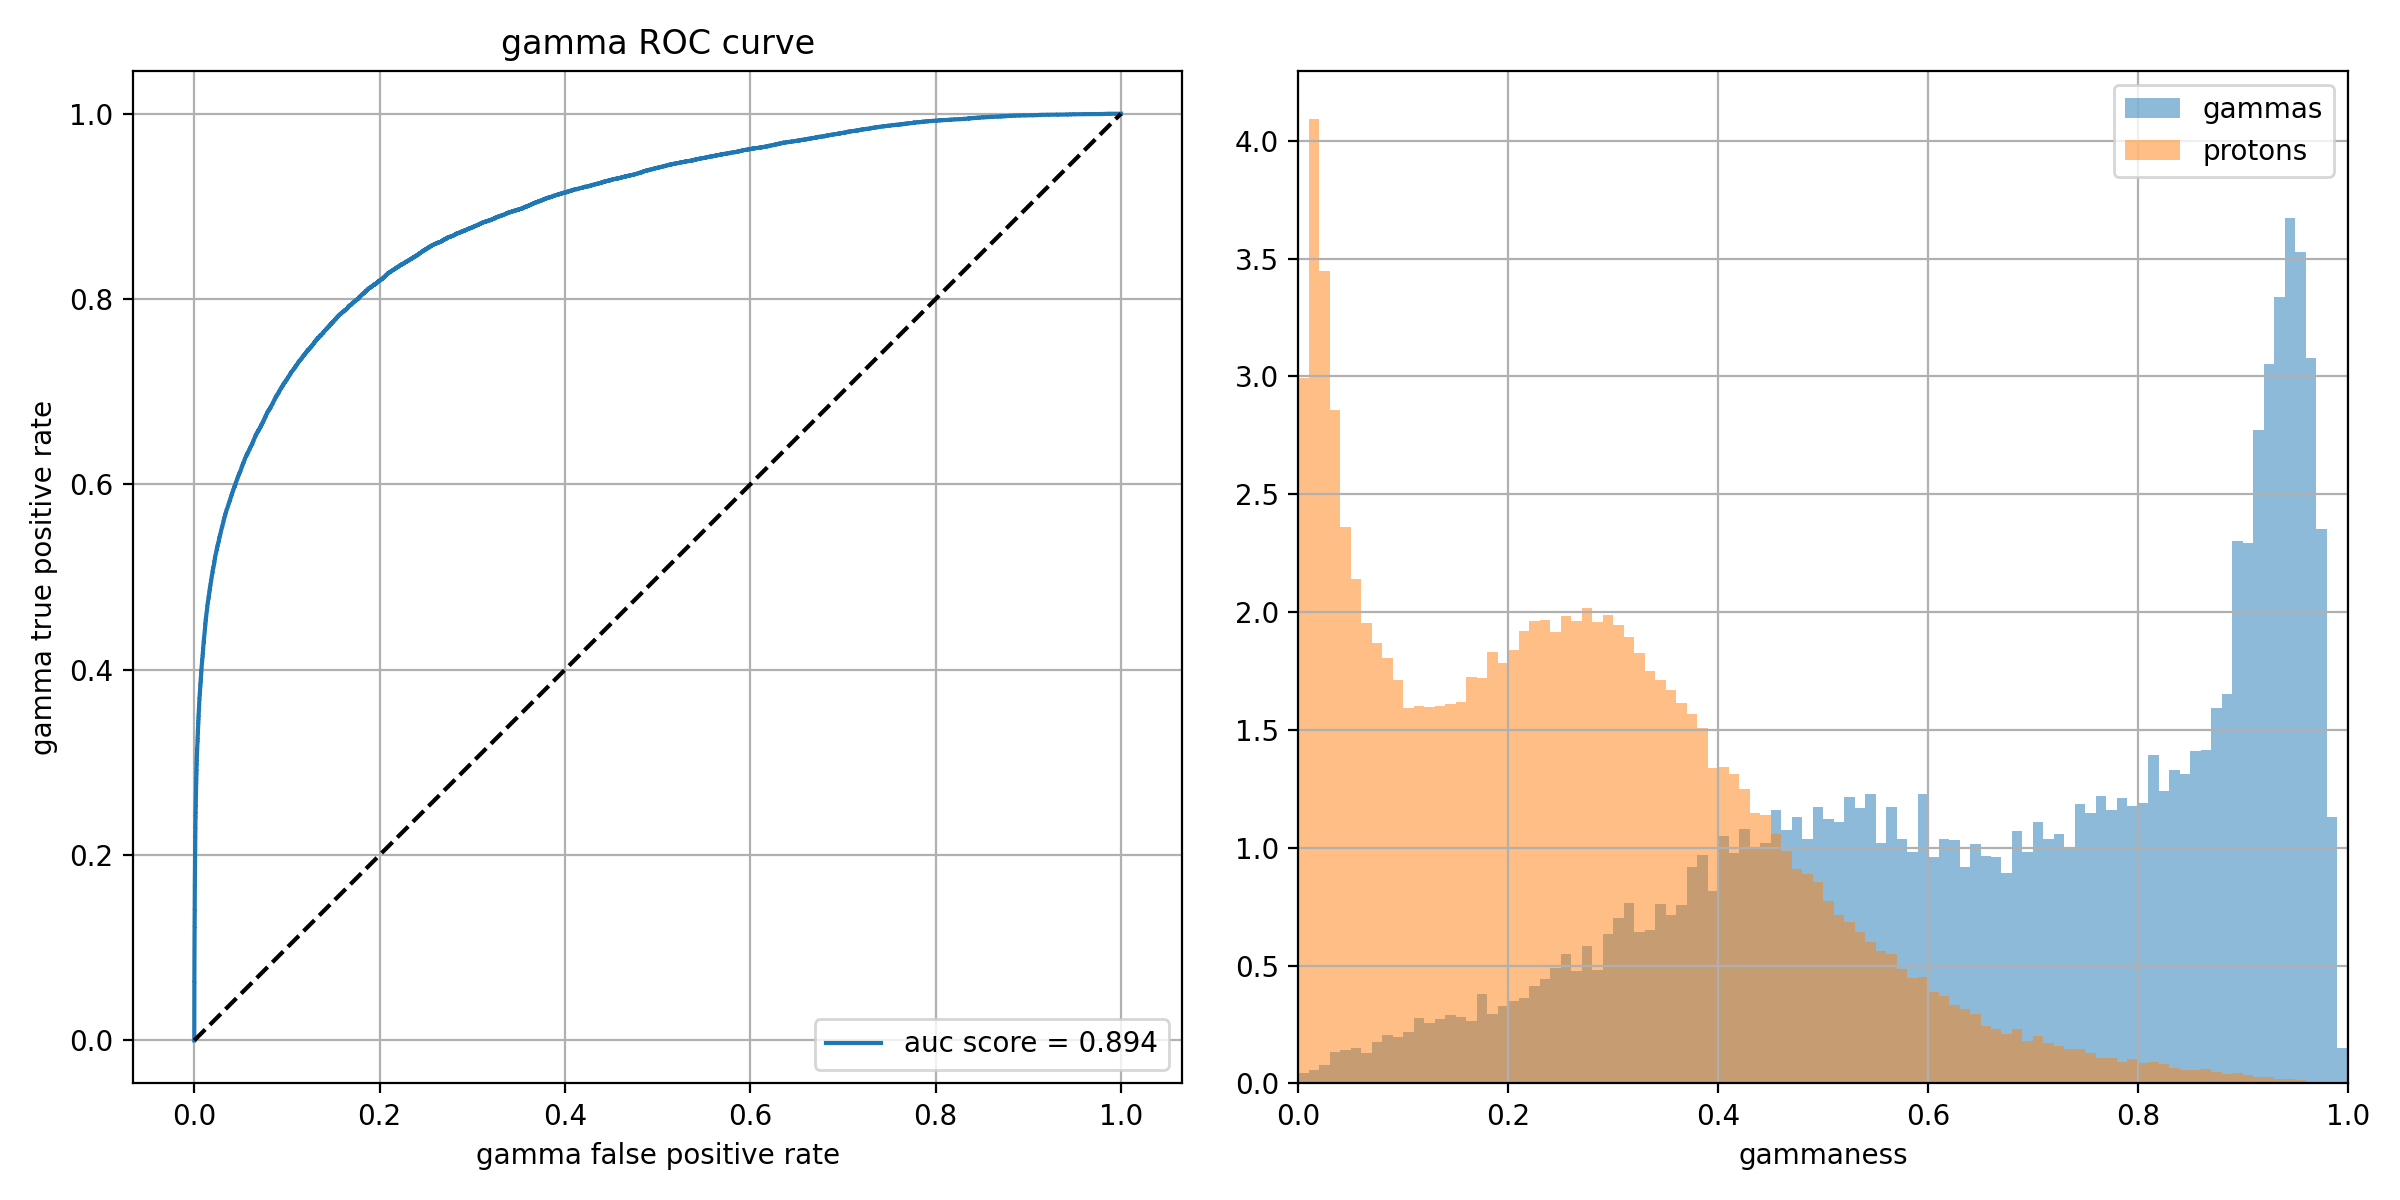 gamma ROC curve
gamma true positive rate
1.0
0.8
0.6
0.4
0.2
0.0
auc score = 0.894
0.0 0.2 0.4 0.6 0.8 1.0
gamma false positive rate
gammas
protons
4.0
3.5
3.0
2.5
2.0
1.5
1.0
0.5
0.0
0.0 0.2 0.4 0.6 0.8 1.0
gammaness